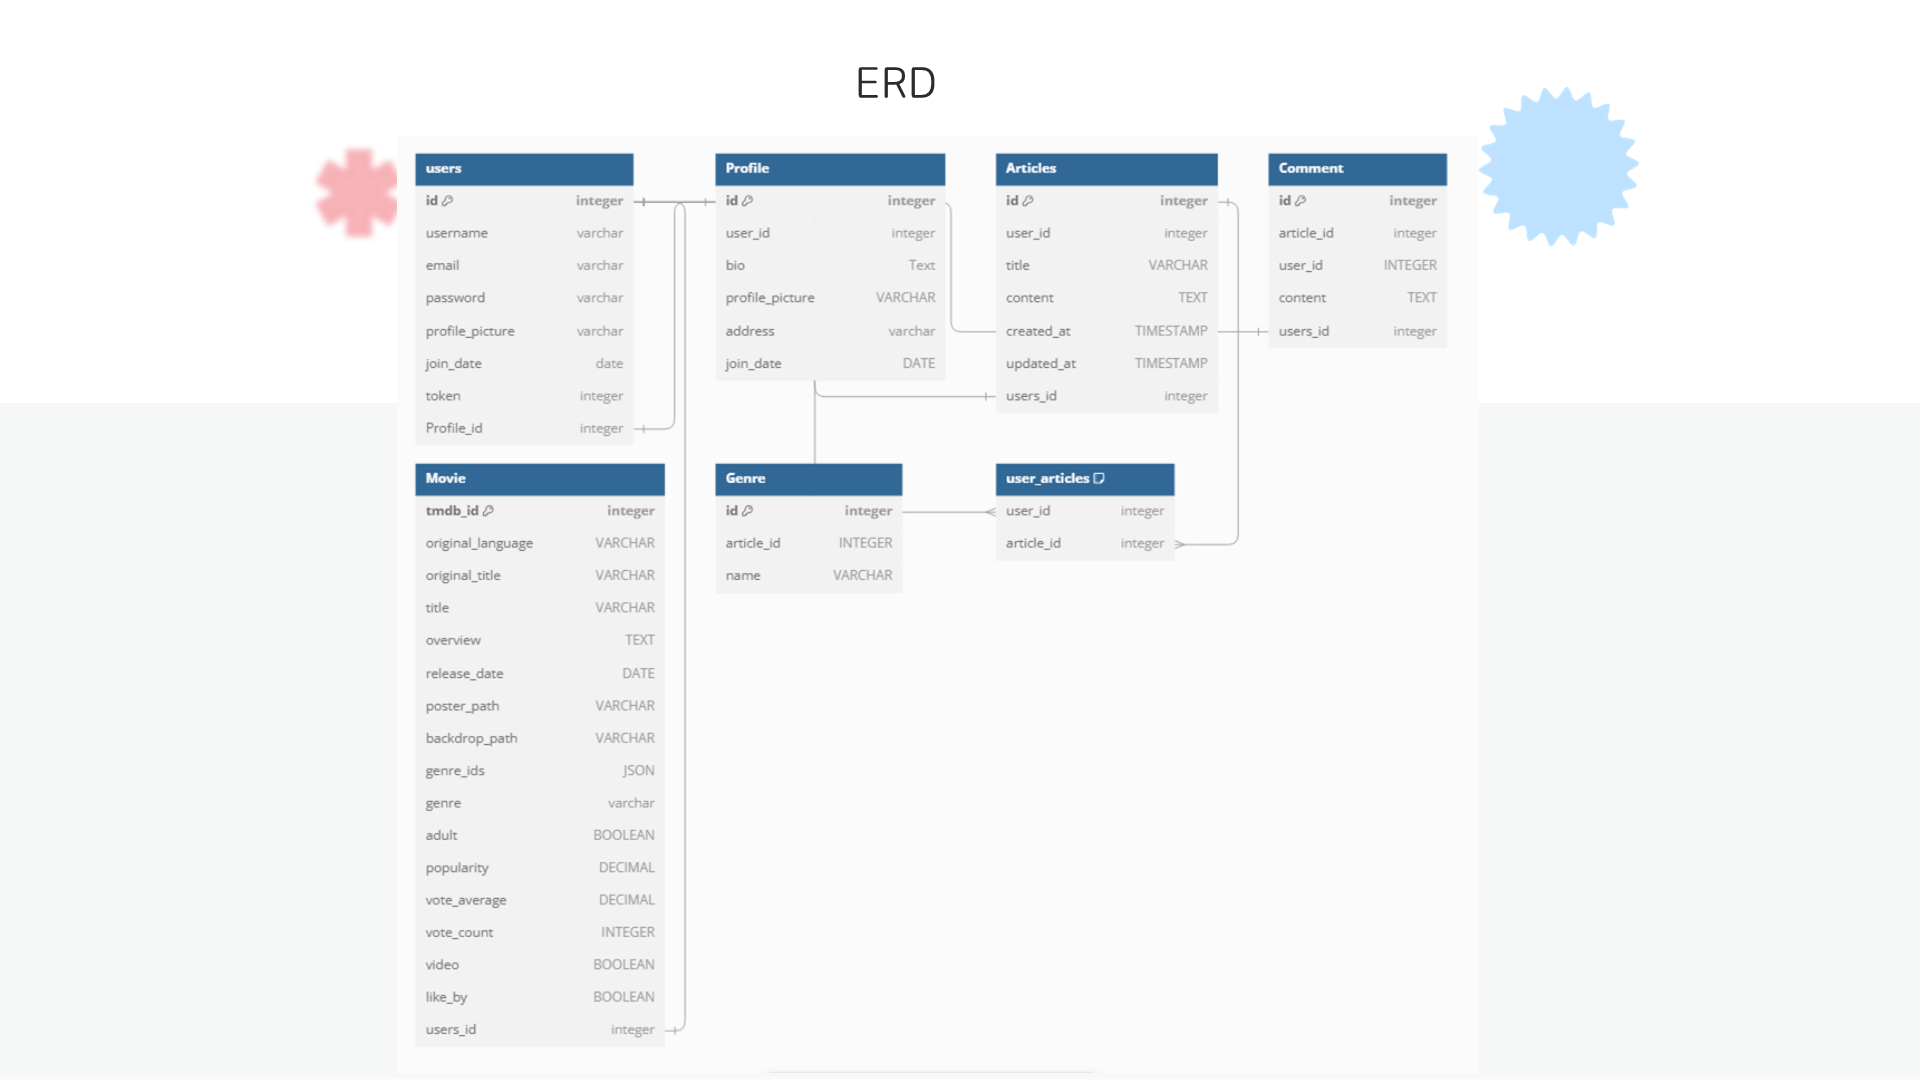 ERD
users
id integer
username varchar
email varchar
password varchar
profile_picture varchar
join_date date
token integer
Profile_id integer
Profile
id integer
user_id integer
bio Text
profile_picture VARCHAR
address varchar
join_date DATE
Articles
id integer
user_id integer
title VARCHAR
content TEXT
created_at TIMESTAMP
updated_at TIMESTAMP
users_id integer
Comment
id integer
article_id integer
user_id INTEGER
content TEXT
users_id integer
Movie
tmdb_id integer
original_language VARCHAR
original_title VARCHAR
title VARCHAR
overview TEXT
release_date DATE
poster_path VARCHAR
backdrop_path VARCHAR
genre_ids JSON
genre varchar
adult BOOLEAN
popularity DECIMAL
vote_average DECIMAL
vote_count INTEGER
video BOOLEAN
like_by BOOLEAN
users_id integer
Genre
id integer
article_id INTEGER
name VARCHAR
user_articles
user_id integer
article_id integer